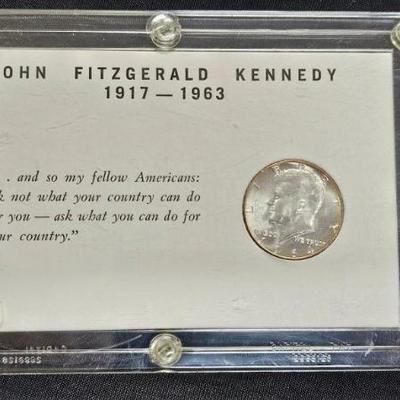 OHN FITZGERALD KENNEDY
1917 — 1963
. . and so my fellow Americans:
k not what your country can do
r you — ask what you can do for
ur country.”